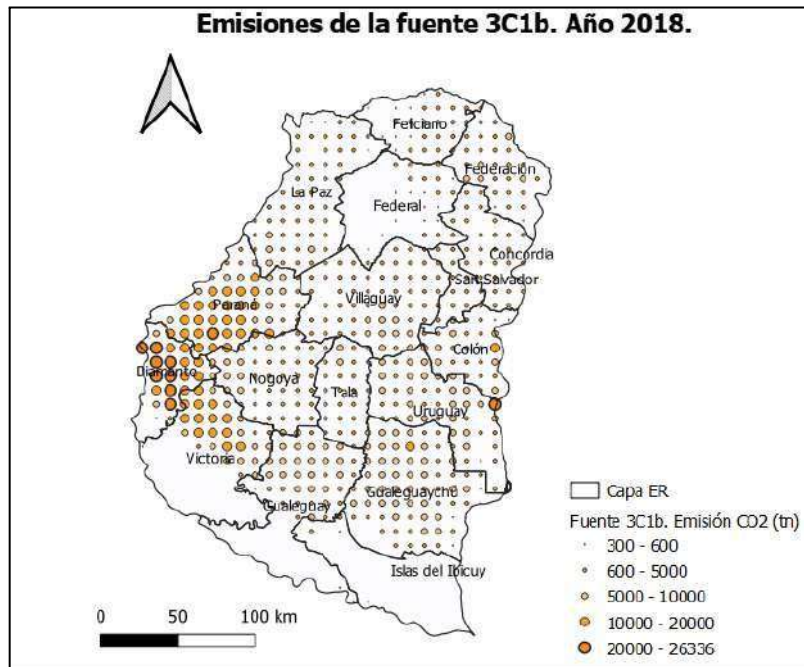 Emisiones de la fuente 3C1b. Año 2018.
Feliciano
Federación
La Paz
Federal
Concordia
San Salvador
Paraná
Villaguay
Colón
Diamante
Nogoya
Tala
Uruguay
Victoria
Gualeguay
Gualeguaychú
Islas del Ibicuy
0 50 100 km
Capa ER
Fuente 3C1b. Emisión CO2 (tn)
300 - 600
600 - 5000
5000 - 10000
10000 - 20000
20000 - 26336